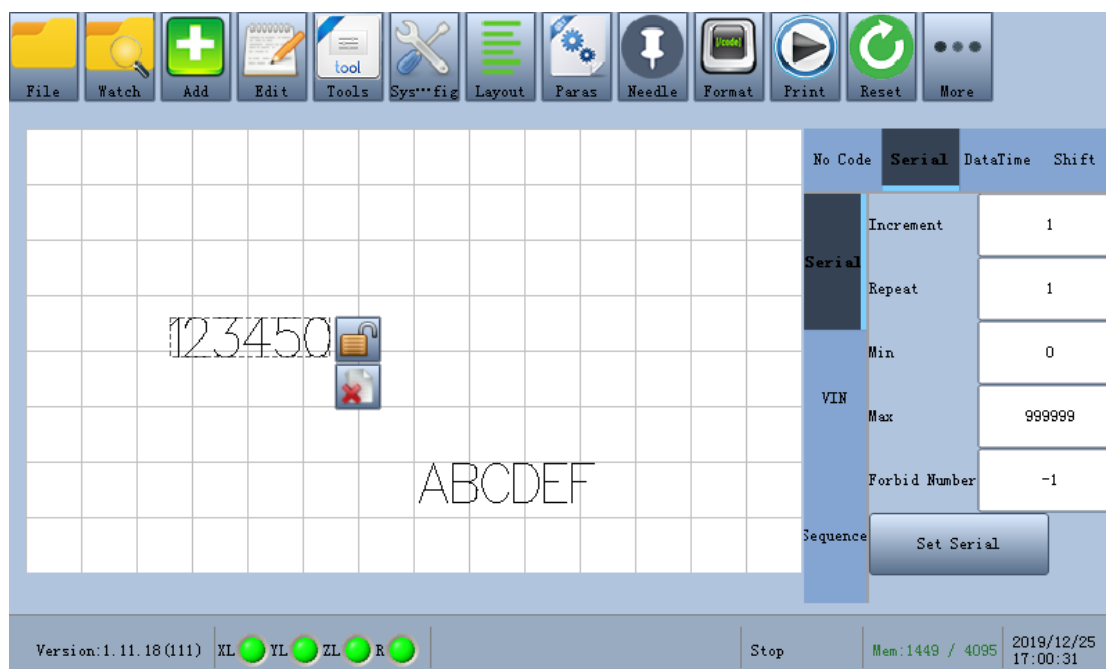 [Vcode]
tool
File Watch Add Edit Tools Sys···fig Layout Paras Needle Format Print Reset More
No Code Serial DataTime Shift
Serial
VIN
Sequence
Increment 1
Repeat 1
Min 0
Max 999999
Forbid Number -1
Set Serial
123450
ABCDEF
Version:1.11.18(111) XL YL ZL R Stop Mem:1449 / 4095 2019/12/25
17:00:31